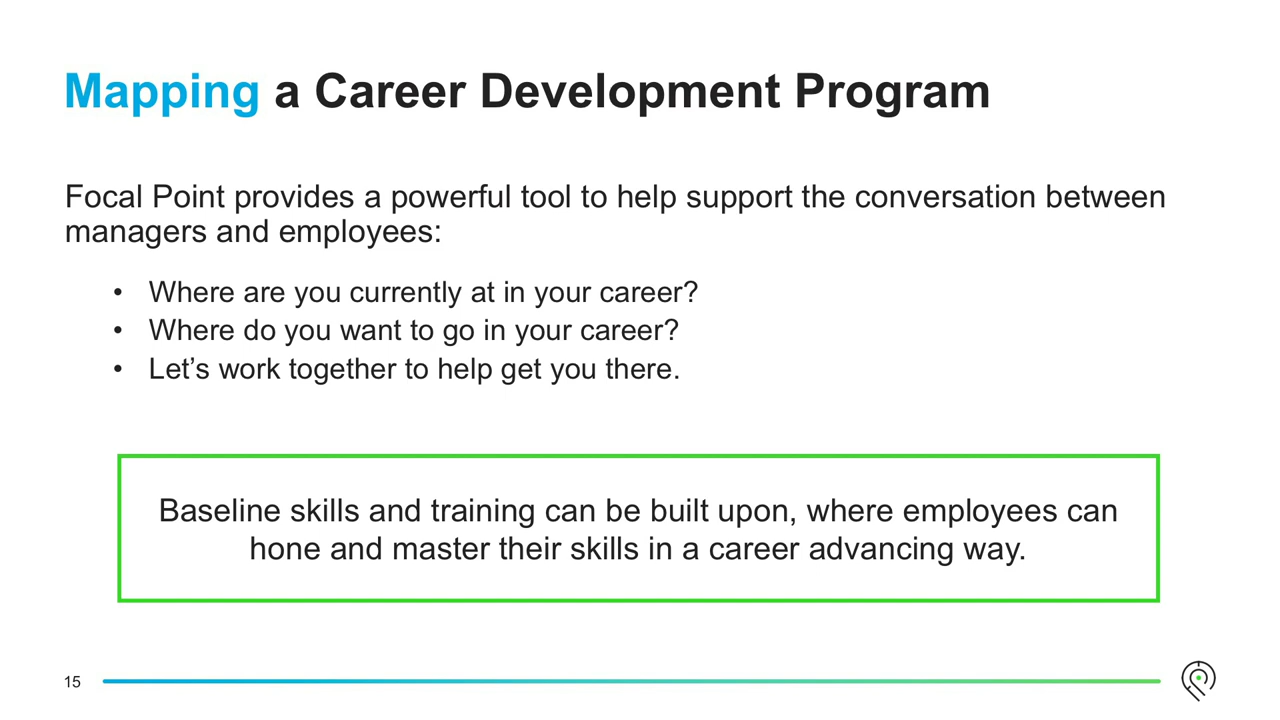 Mapping a Career Development Program
Focal Point provides a powerful tool to help support the conversation between
managers and employees:
• Where are you currently at in your career?
• Where do you want to go in your career?
• Let’s work together to help get you there.
Baseline skills and training can be built upon, where employees can
hone and master their skills in a career advancing way.
15